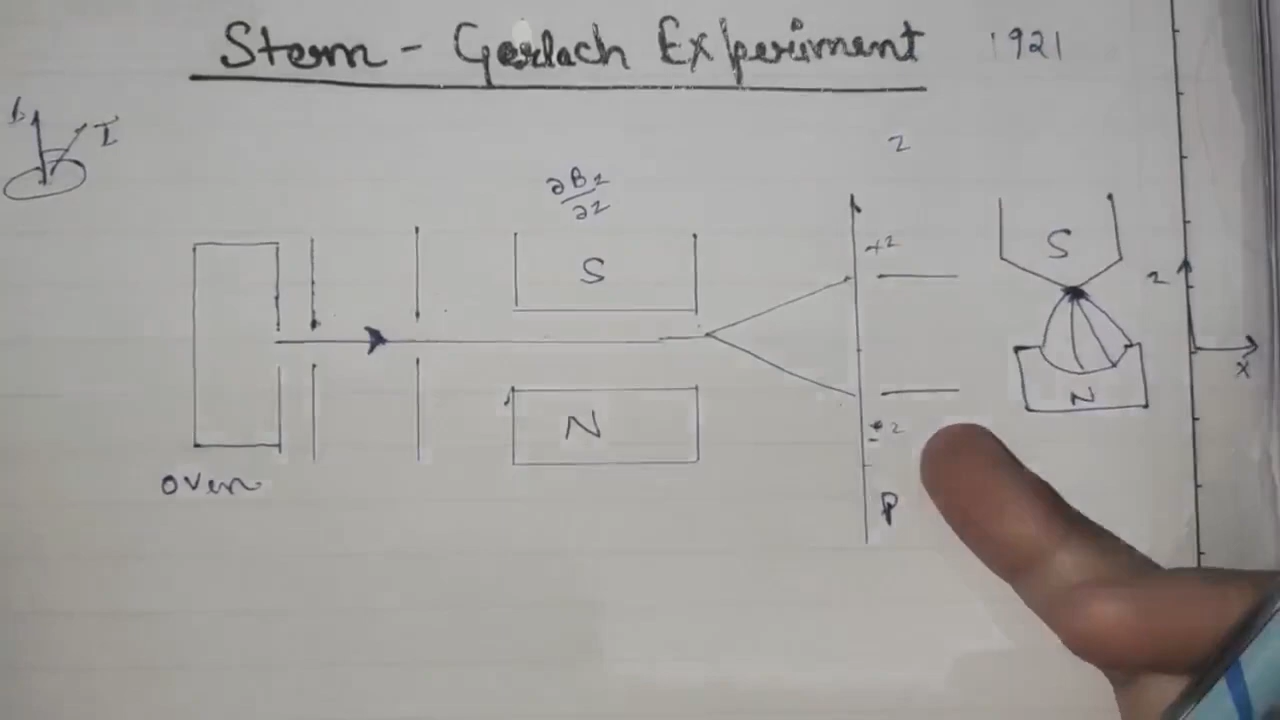 Stern - Gerlach Experiment 1921
L I
z
∂Bz/∂z
S
N
oven
+z
-z
P
S
N
z
x